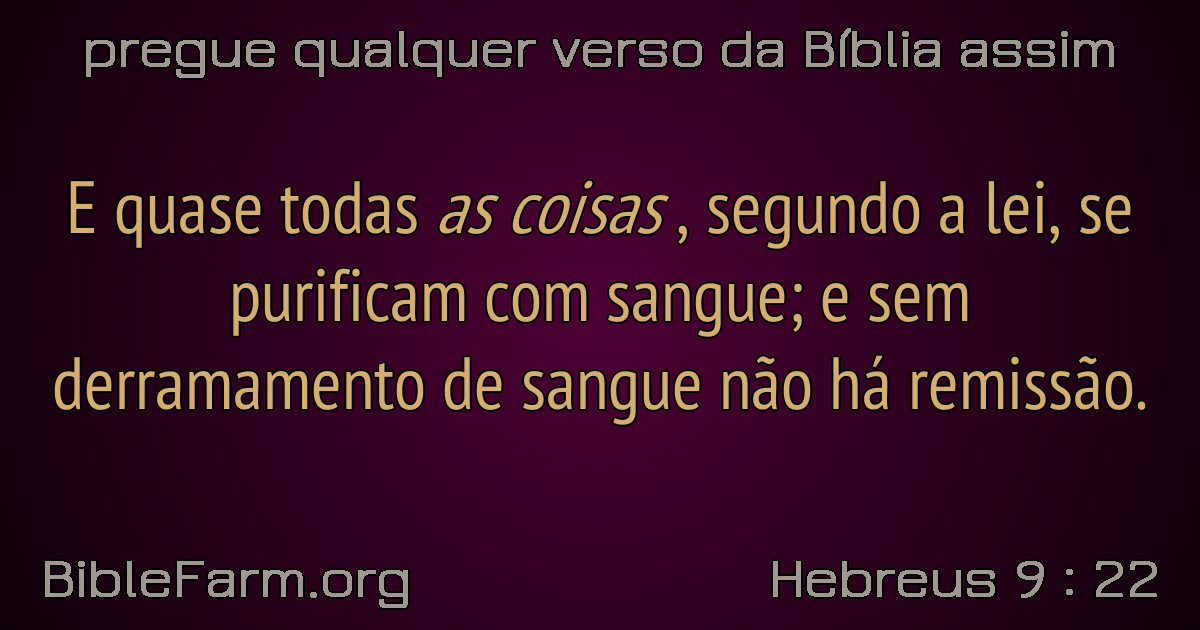 pregue qualquer verso da Bíblia assim
E quase todas as coisas , segundo a lei, se
purificam com sangue; e sem
derramamento de sangue não há remissão.
BibleFarm.org
Hebreus 9 : 22